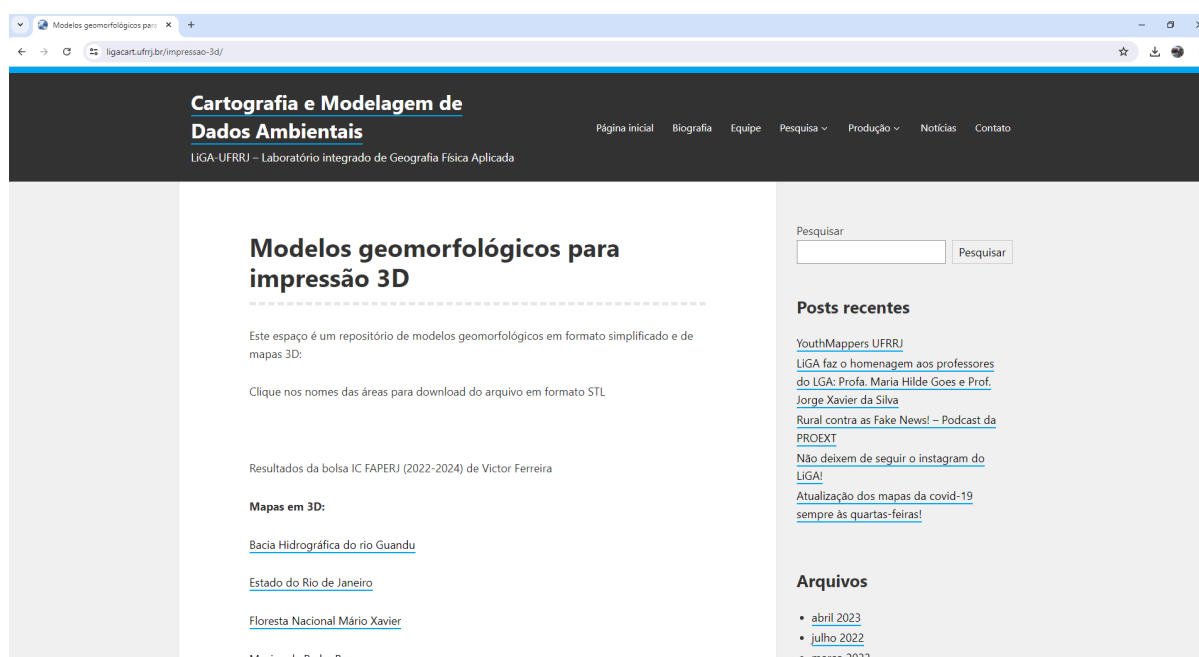 Modelos geomorfológicos para
ligacart.ufrrj.br/impressao-3d/
Cartografia e Modelagem de
Dados Ambientais
LiGA-UFRRJ – Laboratório integrado de Geografia Física Aplicada
Página inicial Biografia Equipe Pesquisa Produção Notícias Contato
Modelos geomorfológicos para
impressão 3D
Este espaço é um repositório de modelos geomorfológicos em formato simplificado e de
mapas 3D:
Clique nos nomes das áreas para download do arquivo em formato STL
Resultados da bolsa IC FAPERJ (2022-2024) de Victor Ferreira
Mapas em 3D:
Bacia Hidrográfica do rio Guandu
Estado do Rio de Janeiro
Floresta Nacional Mário Xavier
Pesquisar
Pesquisar
Posts recentes
YouthMappers UFRRJ
LiGA faz o homenagem aos professores
do LGA: Profa. Maria Hilde Goes e Prof.
Jorge Xavier da Silva
Rural contra as Fake News! – Podcast da
PROEXT
Não deixem de seguir o instagram do
LiGA!
Atualização dos mapas da covid-19
sempre às quartas-feiras!
Arquivos
abril 2023
julho 2022
março 2022